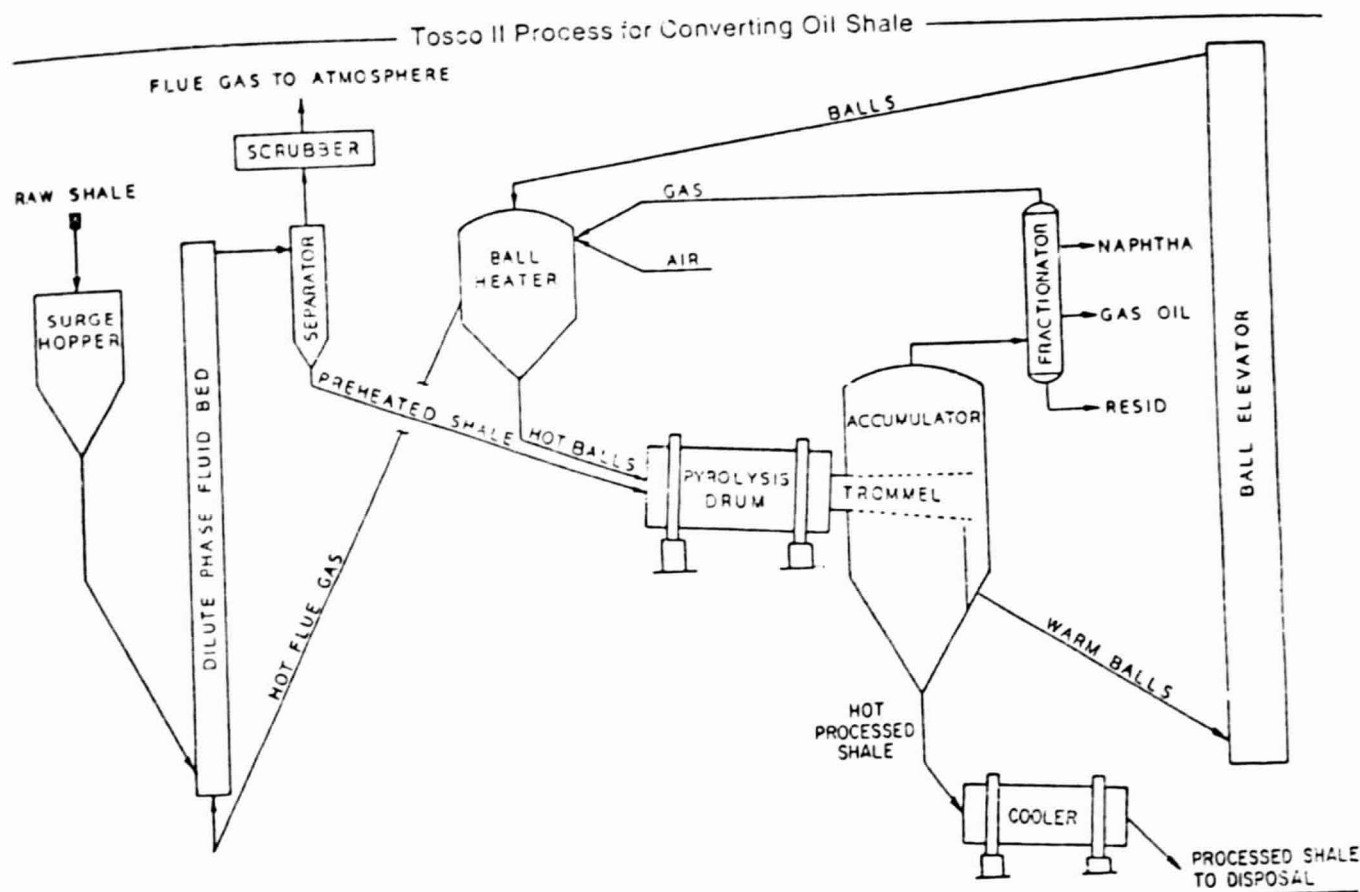 Tosco II Process for Converting Oil Shale
FLUE GAS TO ATMOSPHERE
SCRUBBER
RAW SHALE
SURGE
HOPPER
DILUTE PHASE FLUID BED
SEPARATOR
BALL
HEATER
GAS
AIR
BALLS
FRACTIONATOR
NAPHTHA
GAS OIL
RESID
BALL ELEVATOR
PREHEATED SHALE
HOT BALLS
HOT FLUE GAS
PYROLYSIS
DRUM
ACCUMULATOR
TROMMEL
WARM BALLS
HOT
PROCESSED
SHALE
COOLER
PROCESSED SHALE
TO DISPOSAL